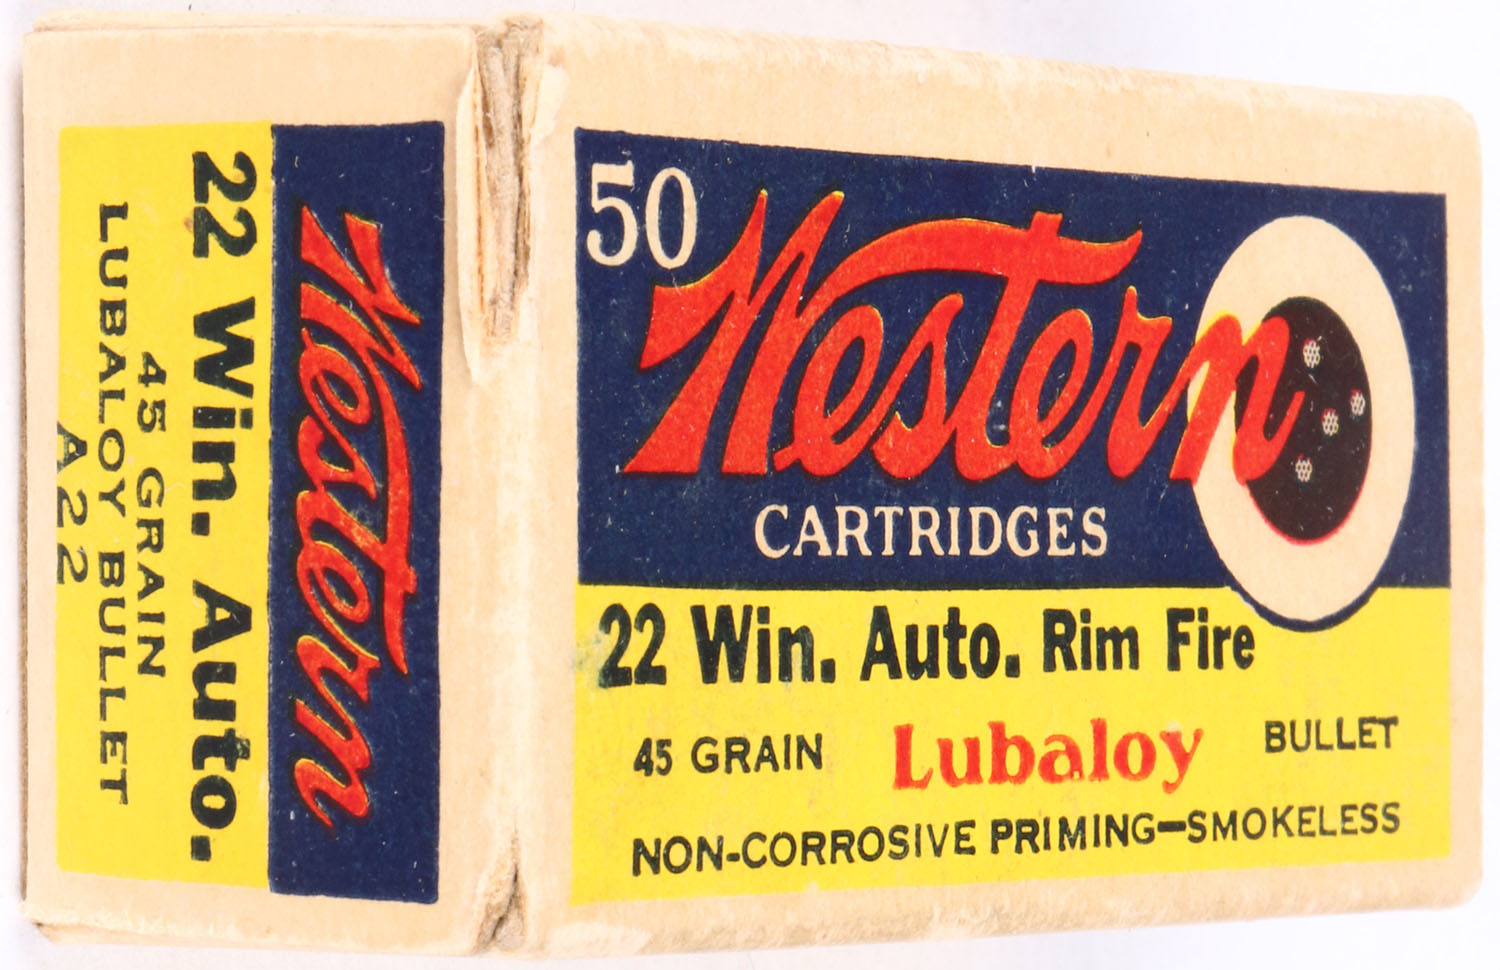 50
Western
CARTRIDGES
22 Win. Auto. Rim Fire
45 GRAIN Lubaloy BULLET
NON-CORROSIVE PRIMING-SMOKELESS
Western
22 Win. Auto.
45 GRAIN
LUBALOY BULLET
A22